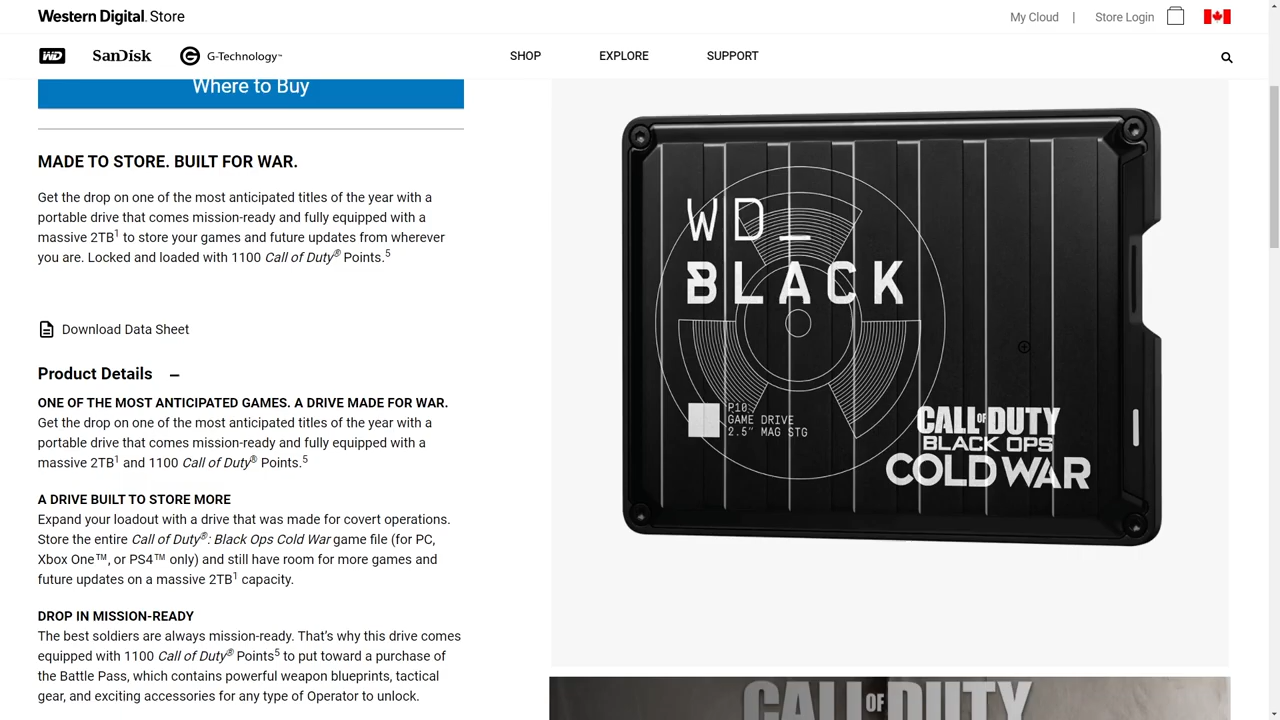 Western Digital. Store
My Cloud | Store Login
WD SanDisk G-Technology™
SHOP EXPLORE SUPPORT
Where to Buy
MADE TO STORE. BUILT FOR WAR.
Get the drop on one of the most anticipated titles of the year with a
portable drive that comes mission-ready and fully equipped with a
massive 2TB1 to store your games and future updates from wherever
you are. Locked and loaded with 1100 Call of Duty® Points.5
Download Data Sheet
Product Details –
ONE OF THE MOST ANTICIPATED GAMES. A DRIVE MADE FOR WAR.
Get the drop on one of the most anticipated titles of the year with a
portable drive that comes mission-ready and fully equipped with a
massive 2TB1 and 1100 Call of Duty® Points.5
A DRIVE BUILT TO STORE MORE
Expand your loadout with a drive that was made for covert operations.
Store the entire Call of Duty®: Black Ops Cold War game file (for PC,
Xbox One™, or PS4™ only) and still have room for more games and
future updates on a massive 2TB1 capacity.
DROP IN MISSION-READY
The best soldiers are always mission-ready. That’s why this drive comes
equipped with 1100 Call of Duty® Points5 to put toward a purchase of
the Battle Pass, which contains powerful weapon blueprints, tactical
gear, and exciting accessories for any type of Operator to unlock.
WD_
BLACK
P10
GAME DRIVE
2.5" MAG STG
CALL OF DUTY
BLACK OPS
COLD WAR
CALL OF DUTY